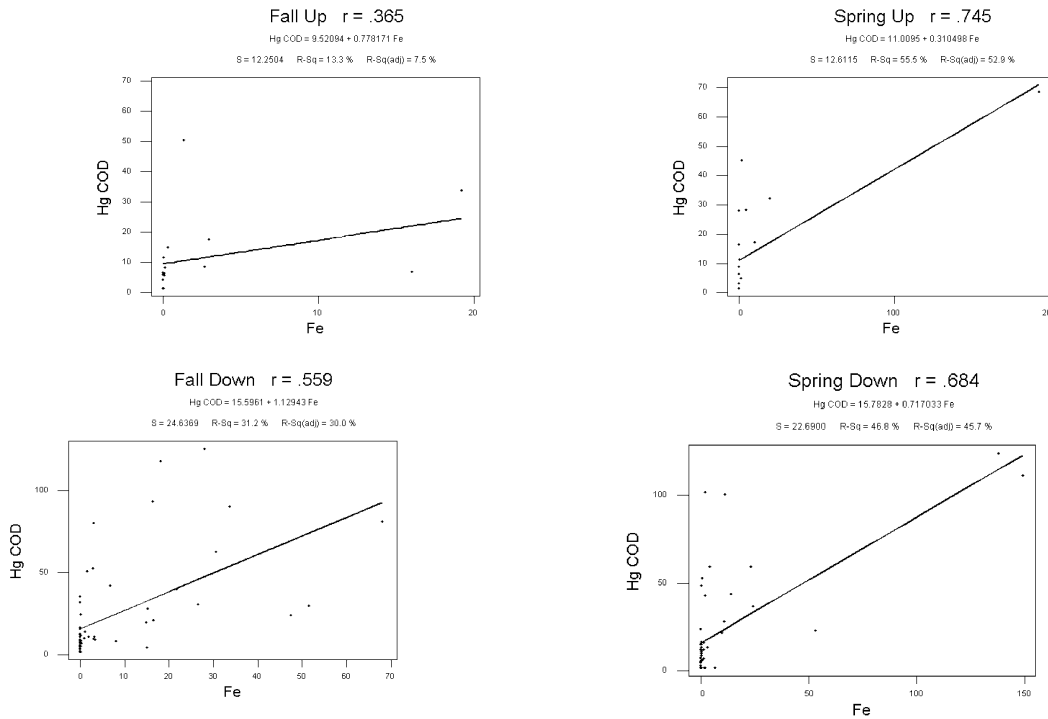 Fall Up r = .365
Hg COD = 9.52094 + 0.778171 Fe
S = 12.2504 R-Sq = 13.3 % R-Sq(adj) = 7.5 %
70
60
50
40
30
20
10
0
Hg COD
0 10 20
Fe
Spring Up r = .745
Hg COD = 11.0095 + 0.310498 Fe
S = 12.6115 R-Sq = 55.5 % R-Sq(adj) = 52.9 %
70
60
50
40
30
20
10
0
Hg COD
0 100 20
Fe
Fall Down r = .559
Hg COD = 15.5961 + 1.12943 Fe
S = 24.6369 R-Sq = 31.2 % R-Sq(adj) = 30.0 %
100
50
0
Hg COD
0 10 20 30 40 50 60 70
Fe
Spring Down r = .684
Hg COD = 15.7828 + 0.717033 Fe
S = 22.6900 R-Sq = 46.8 % R-Sq(adj) = 45.7 %
100
50
0
Hg COD
0 50 100 150
Fe